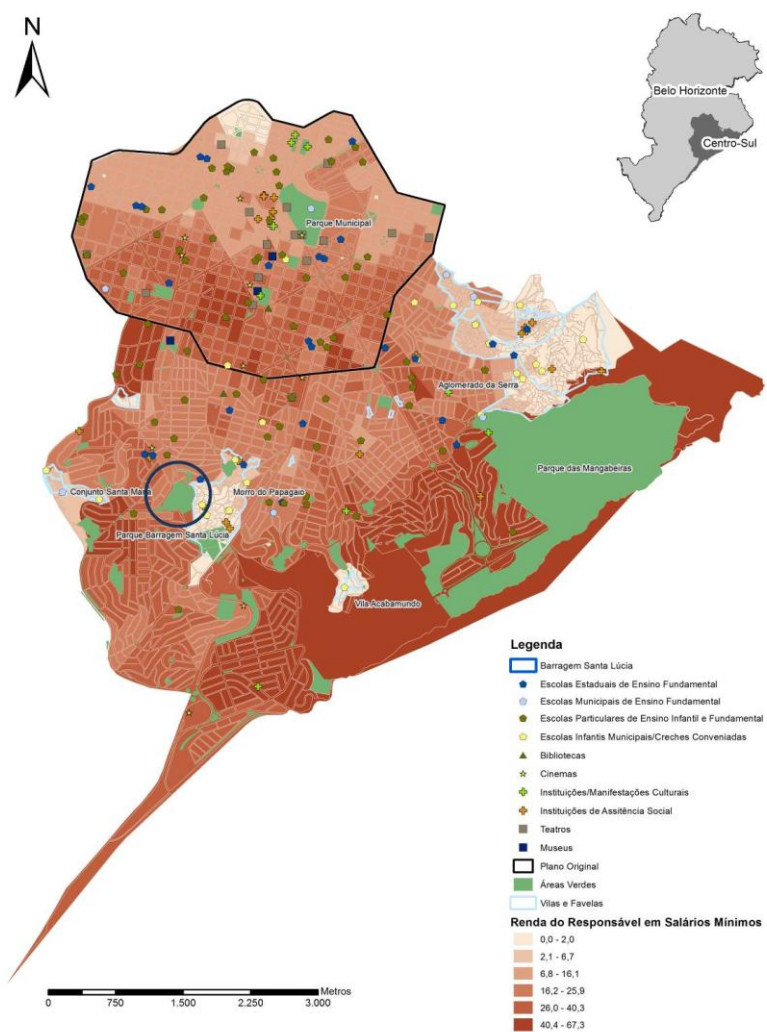 N
Belo Horizonte
Centro-Sul
Parque Municipal
Aglomerado da Serra
Parque das Mangabeiras
Conjunto Santa Maria
Morro do Papagaio
Parque Barragem Santa Lúcia
Vila Acabamundo
Legenda
Barragem Santa Lúcia
Escolas Estaduais de Ensino Fundamental
Escolas Municipais de Ensino Fundamental
Escolas Particulares de Ensino Infantil e Fundamental
Escolas Infantis Municipais/Creches Conveniadas
Bibliotecas
Cinemas
Instituições/Manifestações Culturais
Instituições de Assitência Social
Teatros
Museus
Plano Original
Áreas Verdes
Vilas e Favelas
Renda do Responsável em Salários Mínimos
0,0 - 2,0
2,1 - 6,7
6,8 - 16,1
16,2 - 25,9
26,0 - 40,3
40,4 - 67,3
Metros
0 750 1.500 2.250 3.000